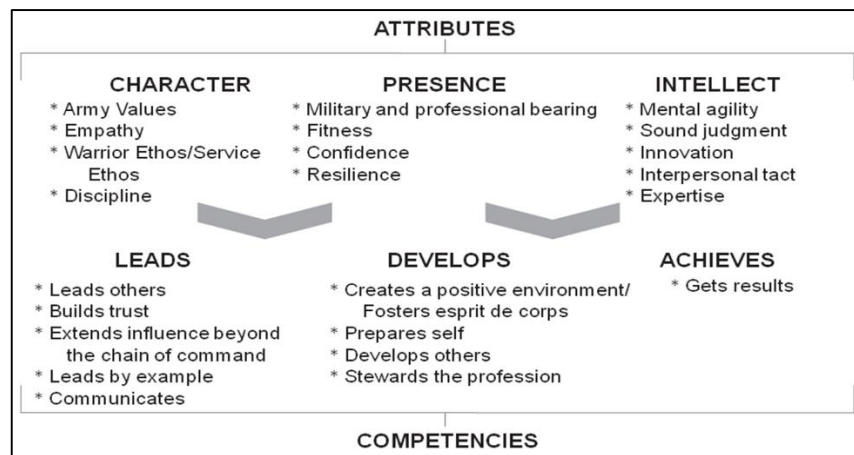 ATTRIBUTES
CHARACTER
* Army Values
* Empathy
* Warrior Ethos/Service
Ethos
* Discipline
PRESENCE
* Military and professional bearing
* Fitness
* Confidence
* Resilience
INTELLECT
* Mental agility
* Sound judgment
* Innovation
* Interpersonal tact
* Expertise
LEADS
* Leads others
* Builds trust
* Extends influence beyond
the chain of command
* Leads by example
* Communicates
DEVELOPS
* Creates a positive environment/
Fosters esprit de corps
* Prepares self
* Develops others
* Stewards the profession
ACHIEVES
* Gets results
COMPETENCIES